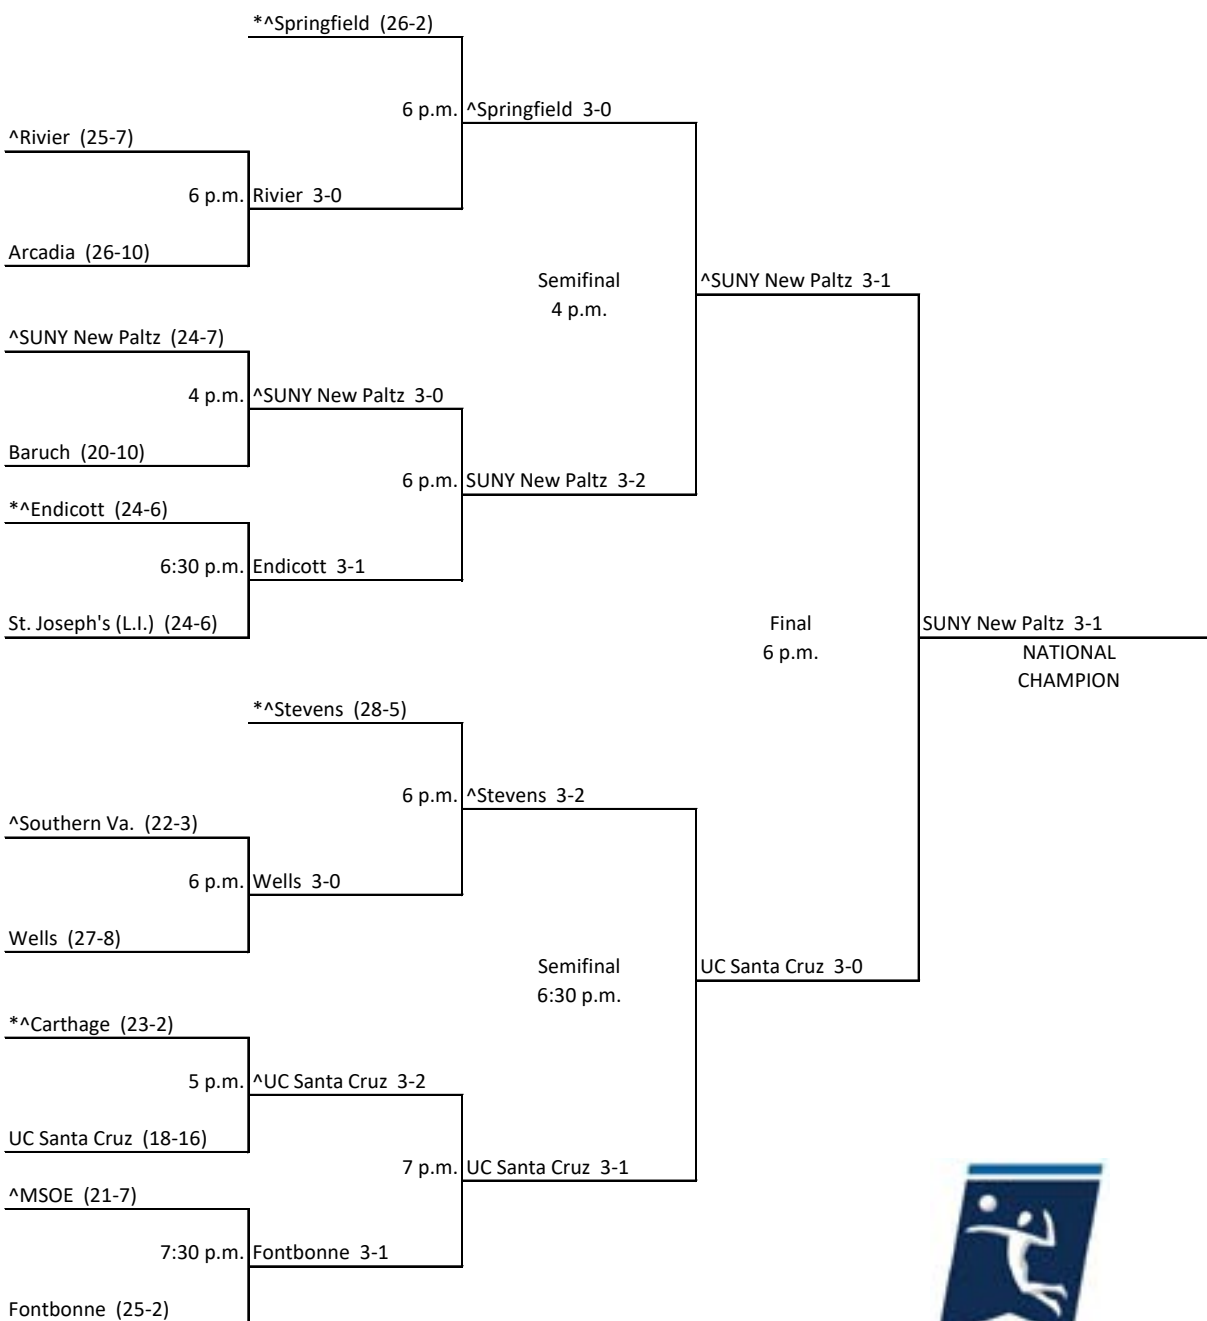 *^Springfield (26-2)
6 p.m. ^Springfield 3-0
^Rivier (25-7)
6 p.m. Rivier 3-0
Arcadia (26-10)
Semifinal
4 p.m.
^SUNY New Paltz 3-1
^SUNY New Paltz (24-7)
4 p.m. ^SUNY New Paltz 3-0
Baruch (20-10)
6 p.m. SUNY New Paltz 3-2
*^Endicott (24-6)
6:30 p.m. Endicott 3-1
St. Joseph's (L.I.) (24-6)
Final
6 p.m.
SUNY New Paltz 3-1
NATIONAL
CHAMPION
*^Stevens (28-5)
6 p.m. ^Stevens 3-2
^Southern Va. (22-3)
6 p.m. Wells 3-0
Wells (27-8)
Semifinal
6:30 p.m.
UC Santa Cruz 3-0
*^Carthage (23-2)
5 p.m. ^UC Santa Cruz 3-2
UC Santa Cruz (18-16)
7 p.m. UC Santa Cruz 3-1
^MSOE (21-7)
7:30 p.m. Fontbonne 3-1
Fontbonne (25-2)